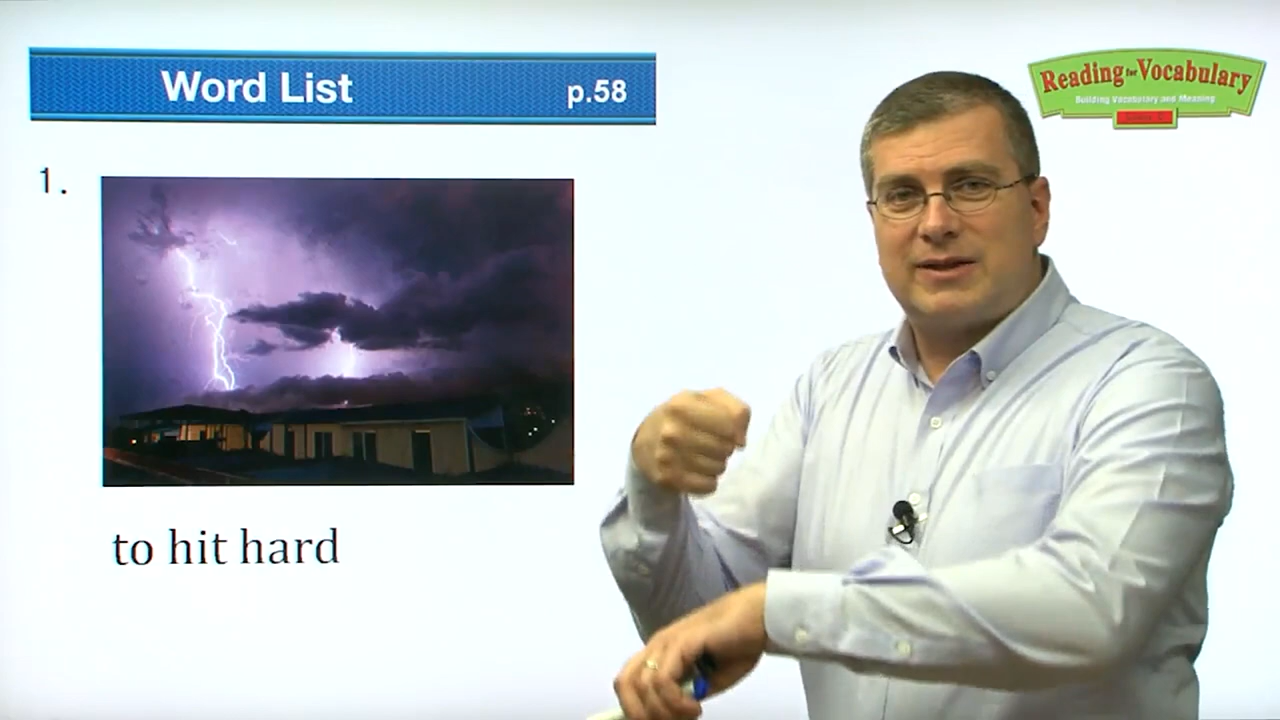 Word List p.58
Reading for Vocabulary
Building Vocabulary and Meaning
1.
to hit hard